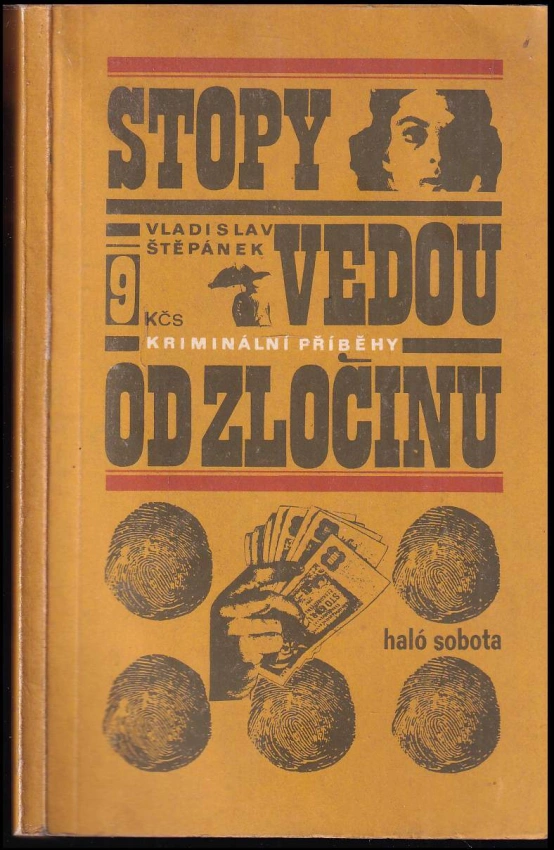 STOPY
VLADISLAV
ŠTĚPÁNEK
VEDOU
9
KČS
KRIMINÁLNÍ PŘÍBĚHY
OD ZLOČINU
haló sobota